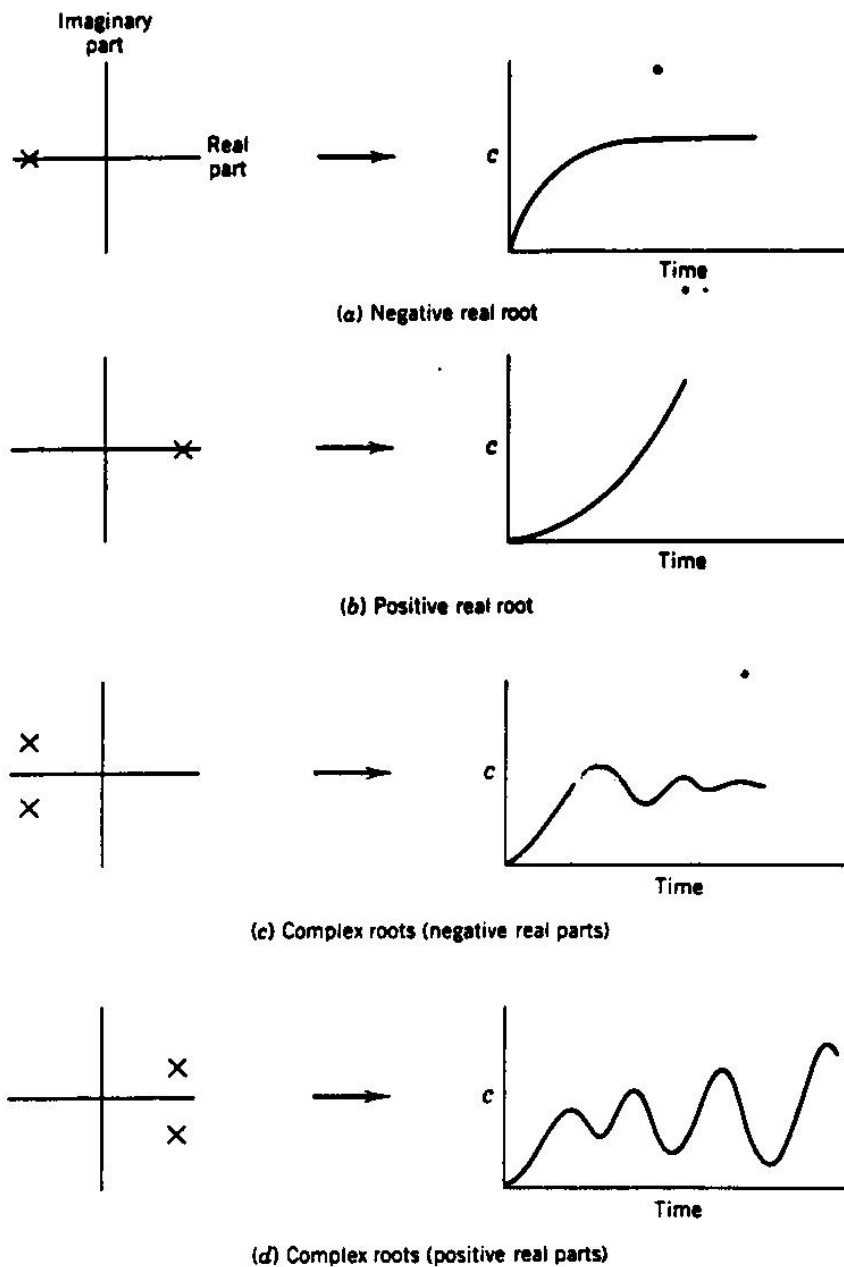 Imaginary
part
Real
part
c
Time
(a) Negative real root
c
Time
(b) Positive real root
c
Time
(c) Complex roots (negative real parts)
c
Time
(d) Complex roots (positive real parts)